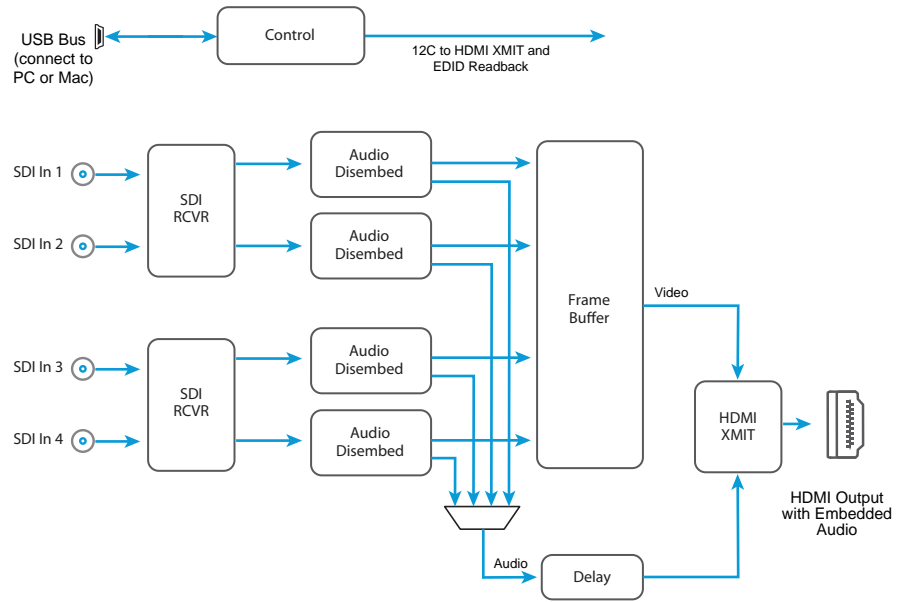 USB Bus
(connect to
PC or Mac)
Control
12C to HDMI XMIT and
EDID Readback
SDI In 1
SDI In 2
SDI
RCVR
Audio
Disembed
Audio
Disembed
SDI In 3
SDI In 4
SDI
RCVR
Audio
Disembed
Audio
Disembed
Frame
Buffer
Video
HDMI
XMIT
HDMI Output
with Embedded
Audio
Audio
Delay